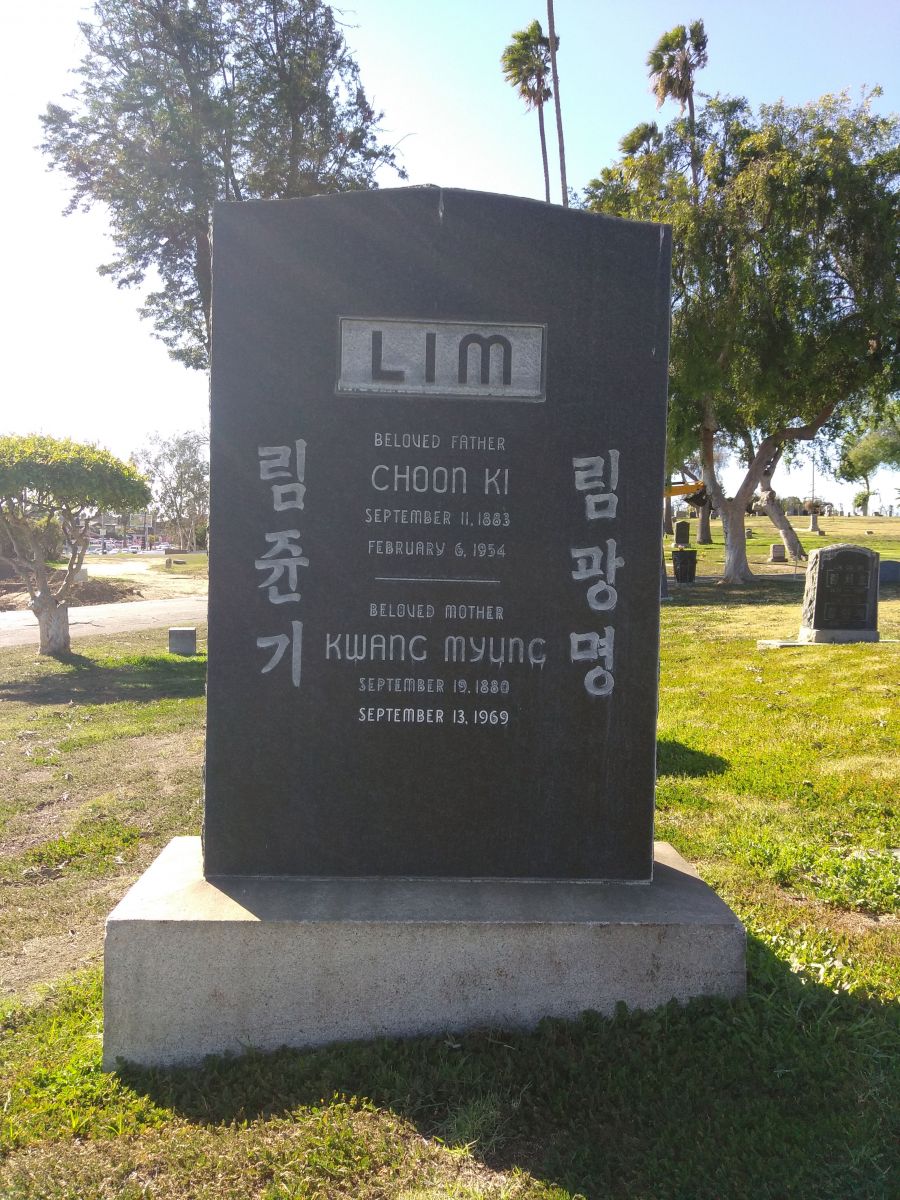 LIM
BELOVED FATHER
CHOON KI
SEPTEMBER 11, 1883
FEBRUARY 6, 1954
BELOVED MOTHER
KWANG MYUNG
SEPTEMBER 19, 1880
SEPTEMBER 13, 1969
림쥰기
림광명